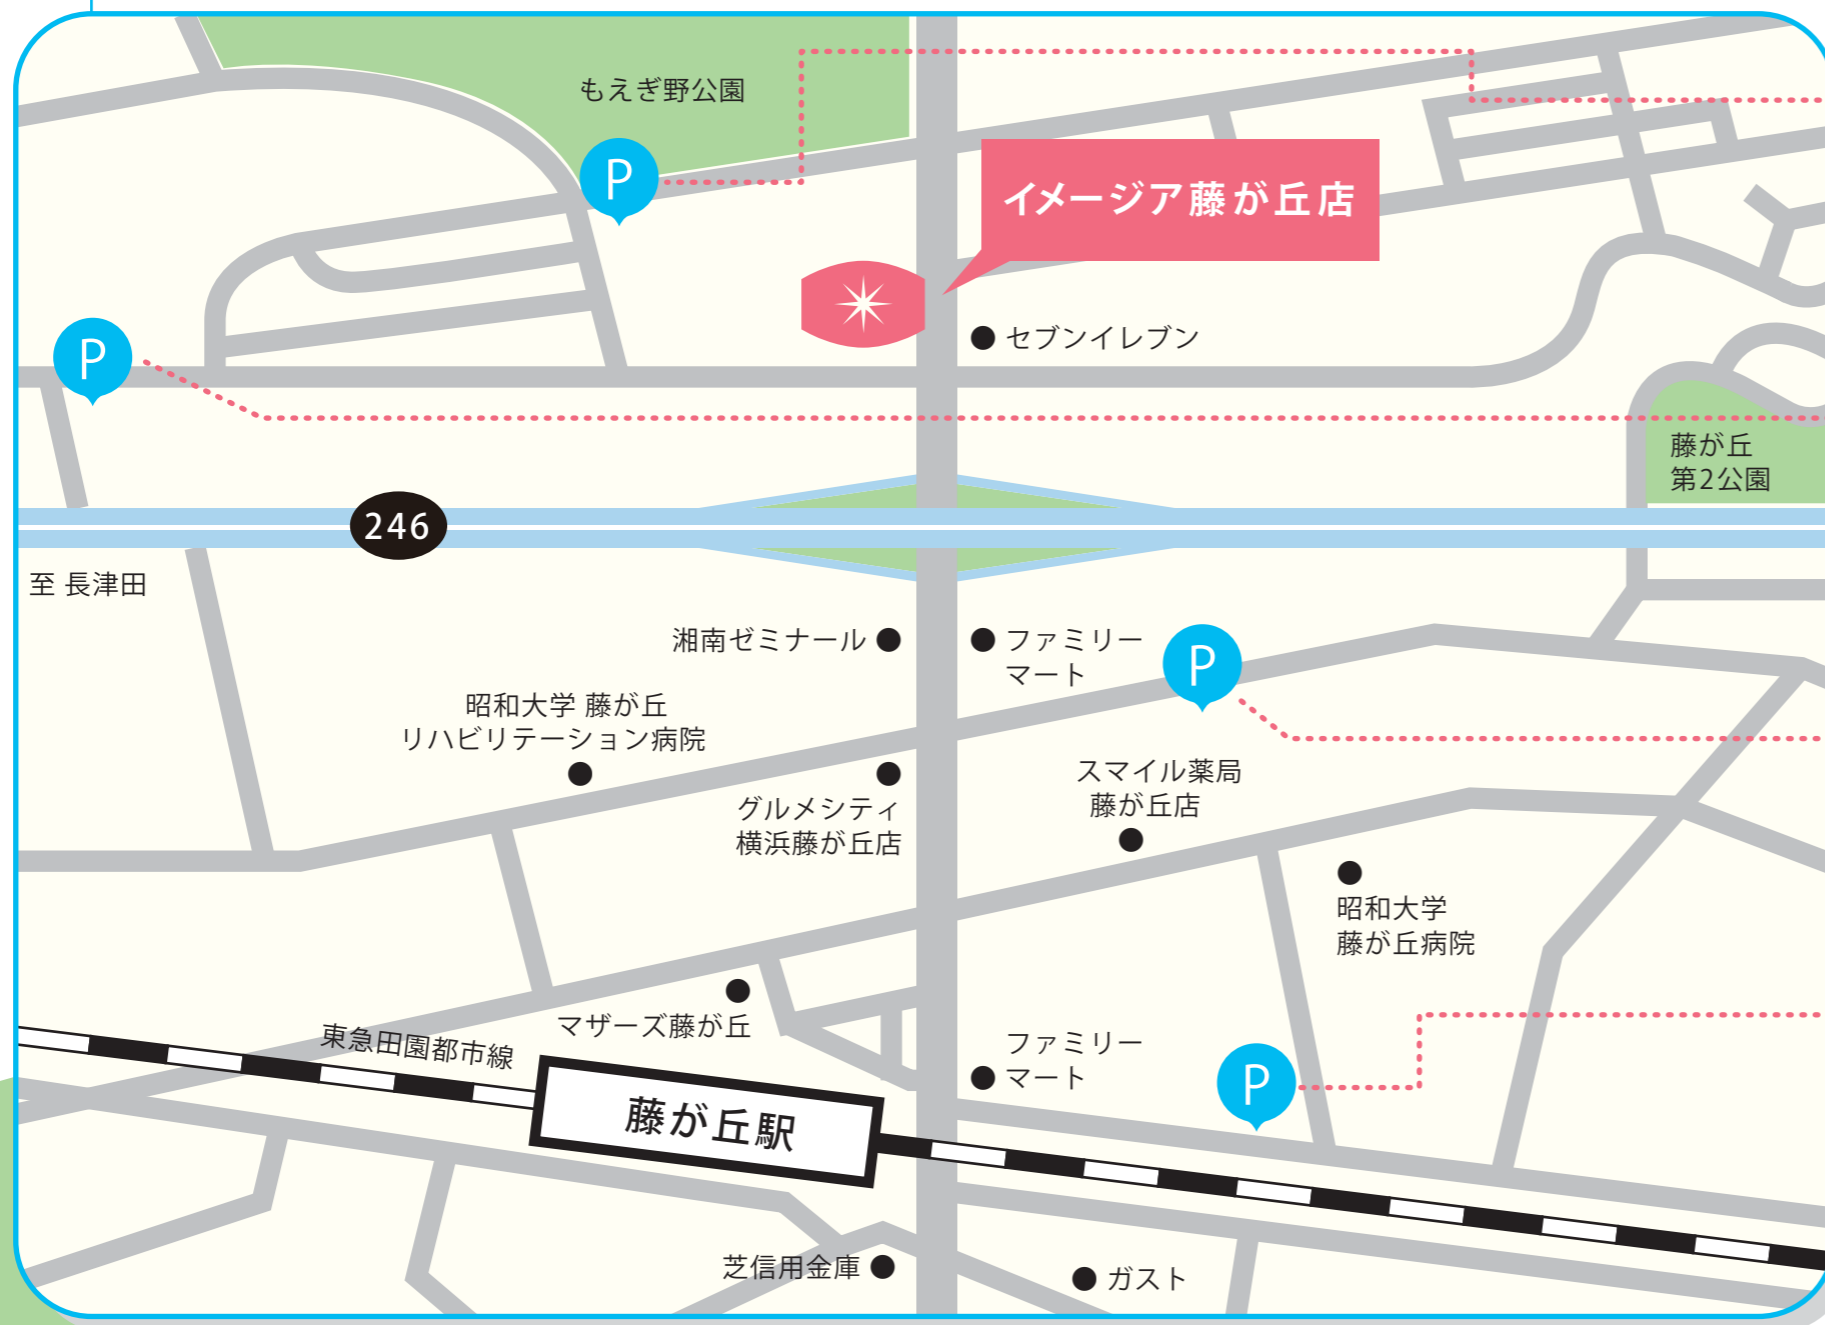 もえぎ野公園
P
イメージア藤が丘店
セブンイレブン
P
藤が丘
第2公園
246
至 長津田
湘南ゼミナール
ファミリー
マート
P
昭和大学 藤が丘
リハビリテーション病院
グルメシティ
横浜藤が丘店
スマイル薬局
藤が丘店
昭和大学
藤が丘病院
マザーズ藤が丘
東急田園都市線
ファミリー
マート
P
藤が丘駅
芝信用金庫
ガスト